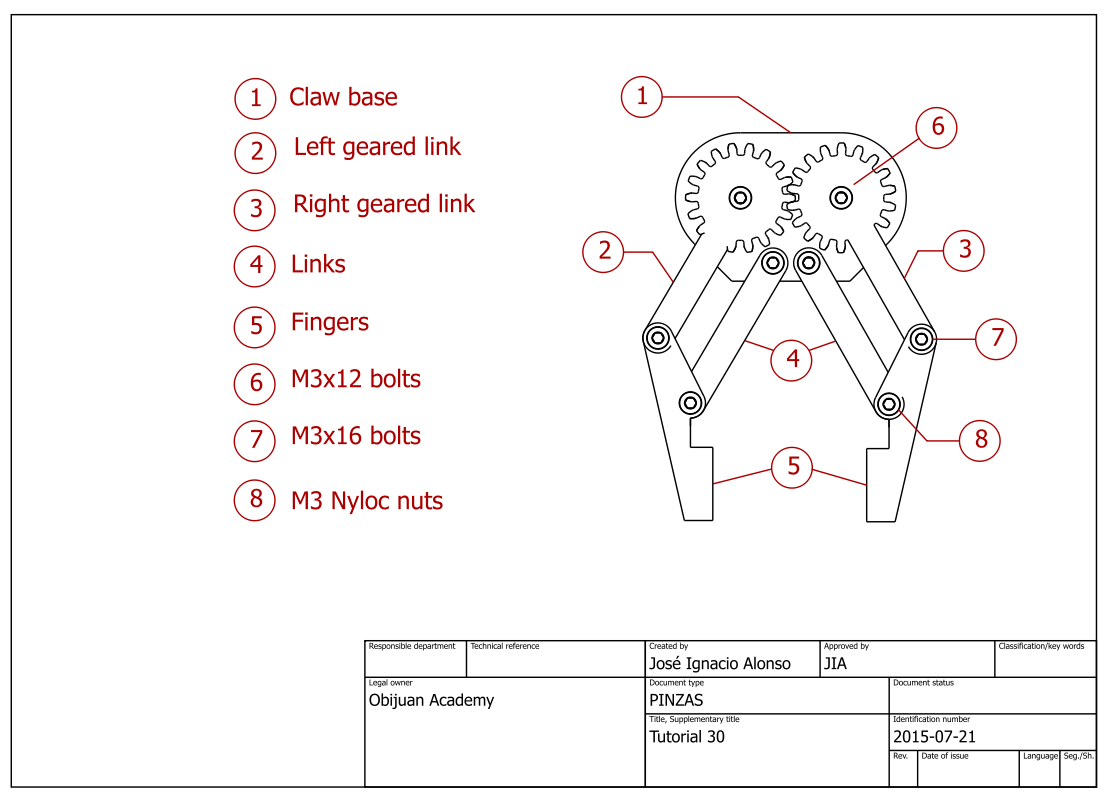 1 Claw base
2 Left geared link
3 Right geared link
4 Links
5 Fingers
6 M3x12 bolts
7 M3x16 bolts
8 M3 Nyloc nuts
1
6
2
3
7
4
8
5
Responsible department
Technical reference
Created by
José Ignacio Alonso
Approved by
JIA
Classification/key words
Legal owner
Obijuan Academy
Document type
PINZAS
Document status
Title, Supplementary title
Tutorial 30
Identification number
2015-07-21
Rev.
Date of issue
Language
Seg./Sh.